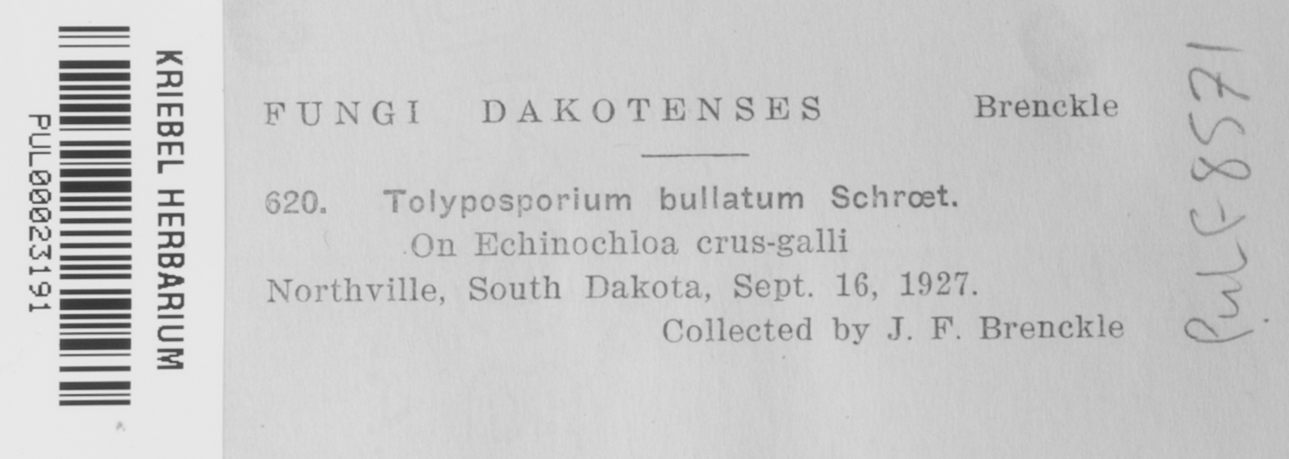 KRIEBEL HERBARIUM
PUL00023191
FUNGI DAKOTENSES Brenckle
620. Tolyposporium bullatum Schrœt.
On Echinochloa crus-galli
Northville, South Dakota, Sept. 16, 1927.
Collected by J. F. Brenckle
Pul F-8571